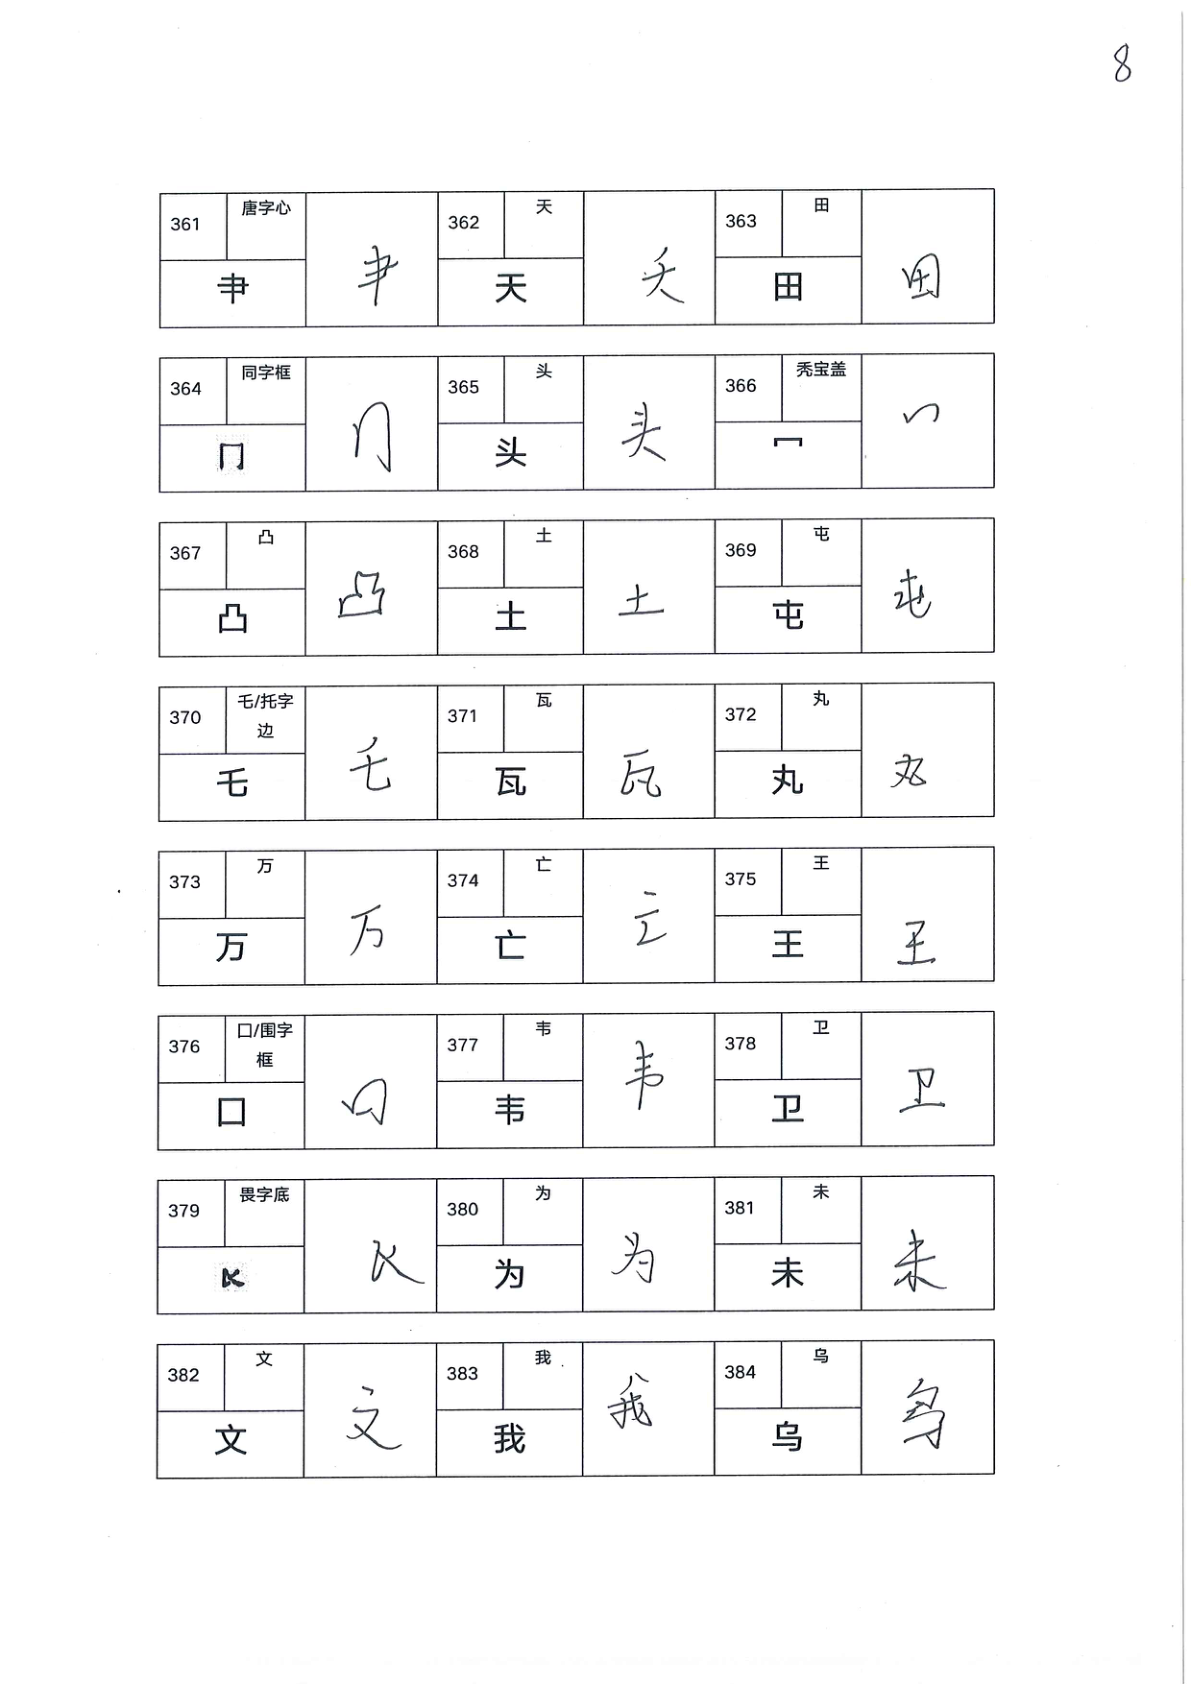 8
361 唐字心 肀 肀 362 天 天 天 363 田 田 田
364 同字框 冂 冂 365 头 头 头 366 秃宝盖 冖 冖
367 凸 凸 凸 368 土 土 土 369 屯 屯 屯
370 乇/托字边 乇 乇 371 瓦 瓦 瓦 372 丸 丸 丸
373 万 万 万 374 亡 亡 亡 375 王 王 王
376 囗/围字框 囗 囗 377 韦 韦 韦 378 卫 卫 卫
379 畏字底 380 为 为 为 381 未 未 未
382 文 文 文 383 我 我 我 384 乌 乌 乌